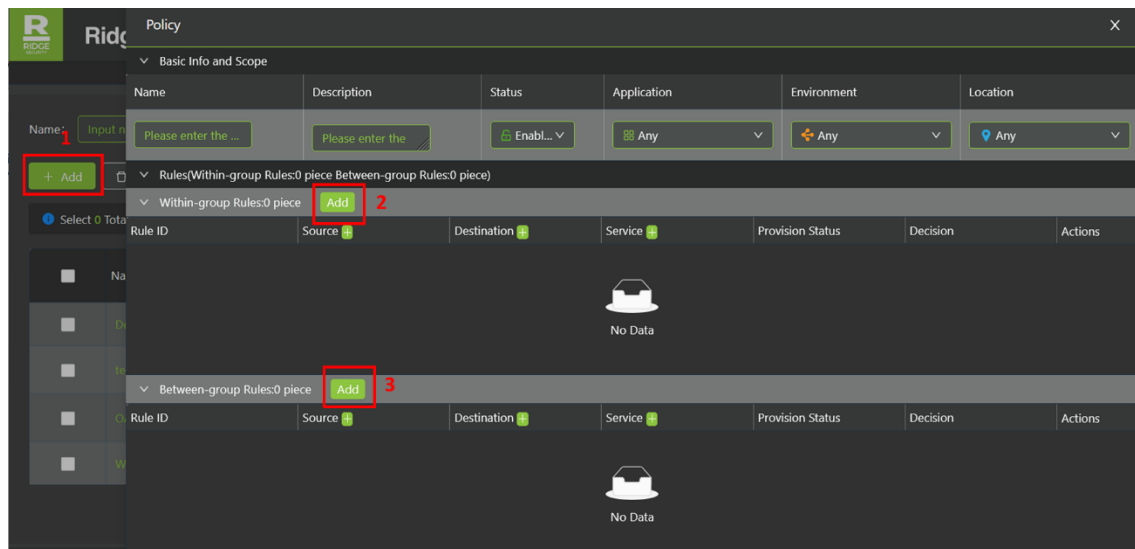 RIDGE
SECURITY
Ridg
Policy
X
Basic Info and Scope
Name
Description
Status
Application
Environment
Location
Name:
Input n
Please enter the ...
Please enter the
Enabl...
Any
Any
Any
1
+ Add
Rules(Within-group Rules:0 piece Between-group Rules:0 piece)
Within-group Rules:0 piece
Add
2
Select 0 Tota
Rule ID
Source
Destination
Service
Provision Status
Decision
Actions
Na
No Data
te
Between-group Rules:0 piece
Add
3
Rule ID
Source
Destination
Service
Provision Status
Decision
Actions
W
No Data